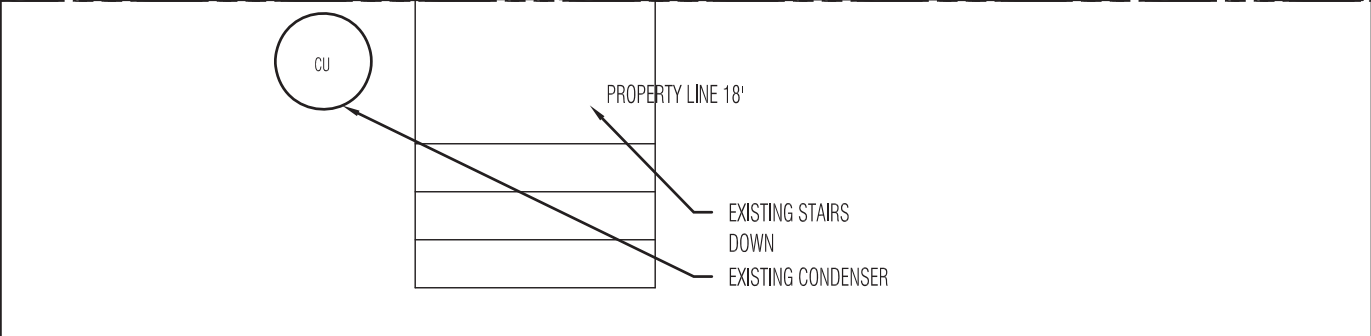 CU
PROPERTY LINE 18'
EXISTING STAIRS
DOWN
EXISTING CONDENSER